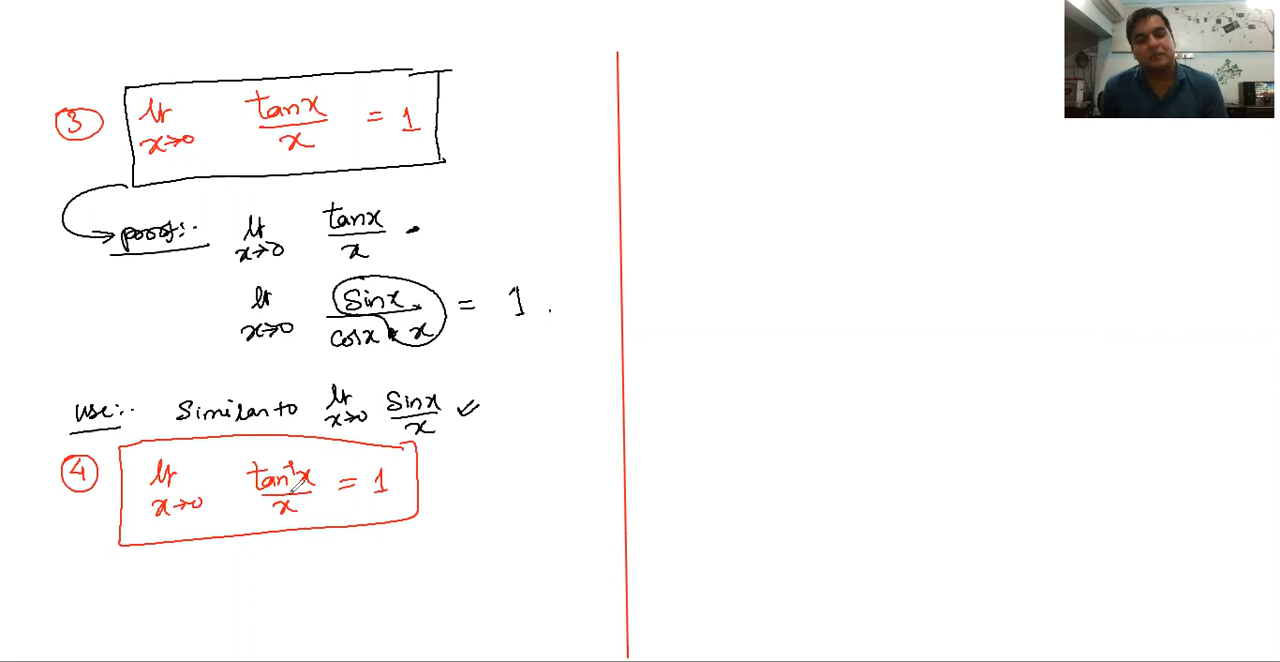 ③ lt x→0 tanx/x = 1
proof:- lt x→0 tanx/x
lt x→0 sinx/cosx · x = 1.
use:- Similar to lt x→0 sinx/x ✓
④ lt x→0 tan⁻¹x/x = 1